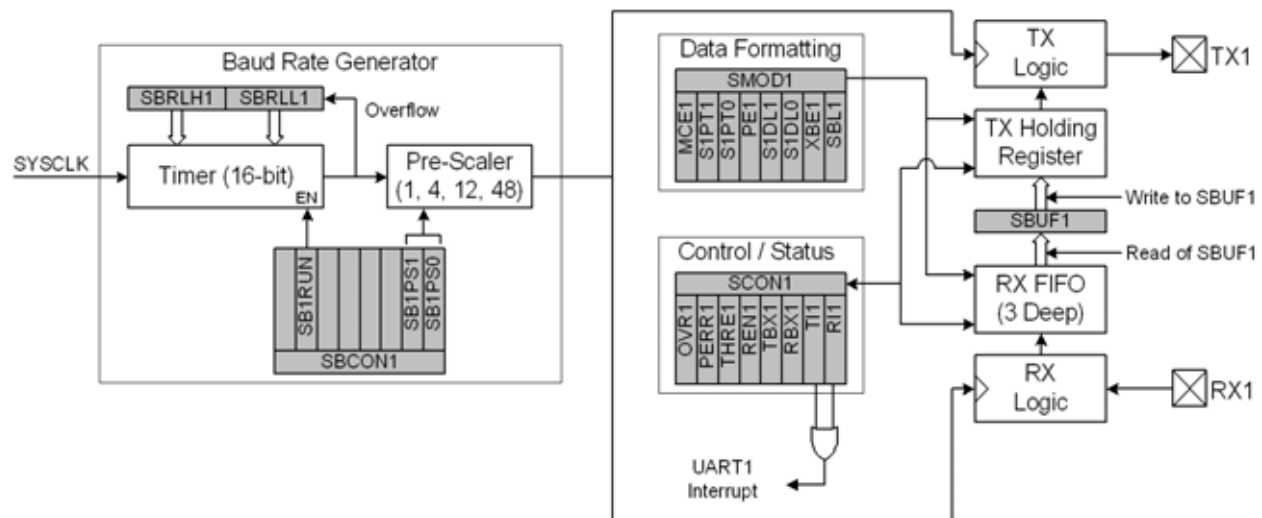 Baud Rate Generator
SBRLH1 SBRLL1
Overflow
SYSCLK
Timer (16-bit)
EN
Pre-Scaler
(1, 4, 12, 48)
SB1RUN
SB1PS1
SB1PS0
SBCON1
Data Formatting
SMOD1
MCE1
S1PT1
S1PT0
PE1
S1DL1
S1DL0
XBE1
SBL1
Control / Status
SCON1
OVR1
PERR1
THRE1
REN1
TBX1
RBX1
TI1
RI1
UART1
Interrupt
TX
Logic
TX1
TX Holding
Register
Write to SBUF1
SBUF1
Read of SBUF1
RX FIFO
(3 Deep)
RX
Logic
RX1